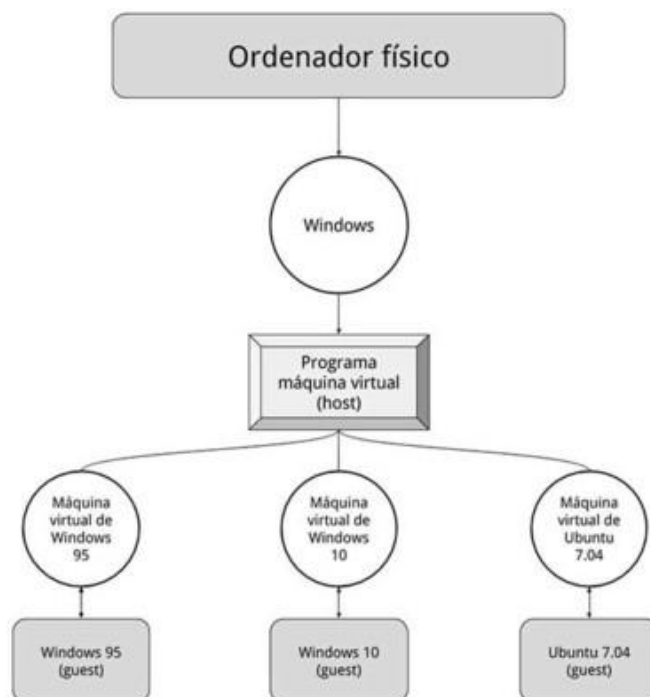 Ordenador físico
Windows
Programa
máquina virtual
(host)
Máquina
virtual de
Windows
95
Máquina
virtual de
Windows
10
Máquina
virtual de
Ubuntu
7.04
Windows 95
(guest)
Windows 10
(guest)
Ubuntu 7.04
(guest)